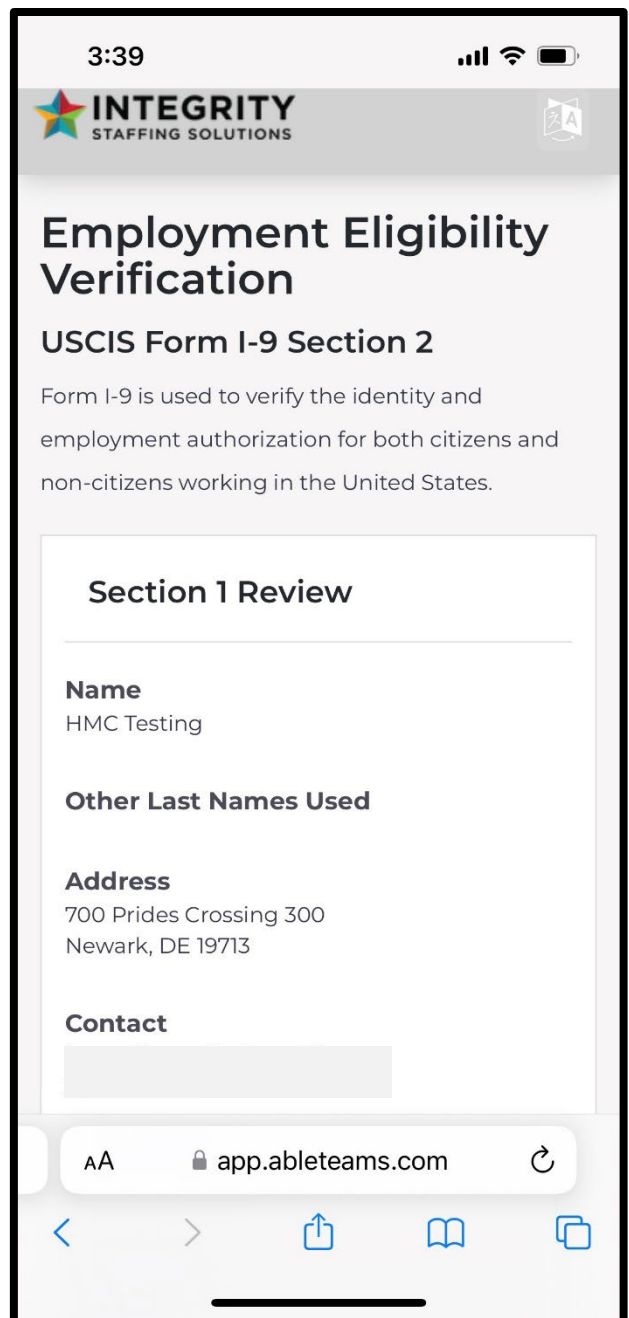 3:39
INTEGRITY
STAFFING SOLUTIONS
Employment Eligibility
Verification
USCIS Form I-9 Section 2
Form I-9 is used to verify the identity and
employment authorization for both citizens and
non-citizens working in the United States.
Section 1 Review
Name
HMC Testing
Other Last Names Used
Address
700 Prides Crossing 300
Newark, DE 19713
Contact
AA app.ableteams.com